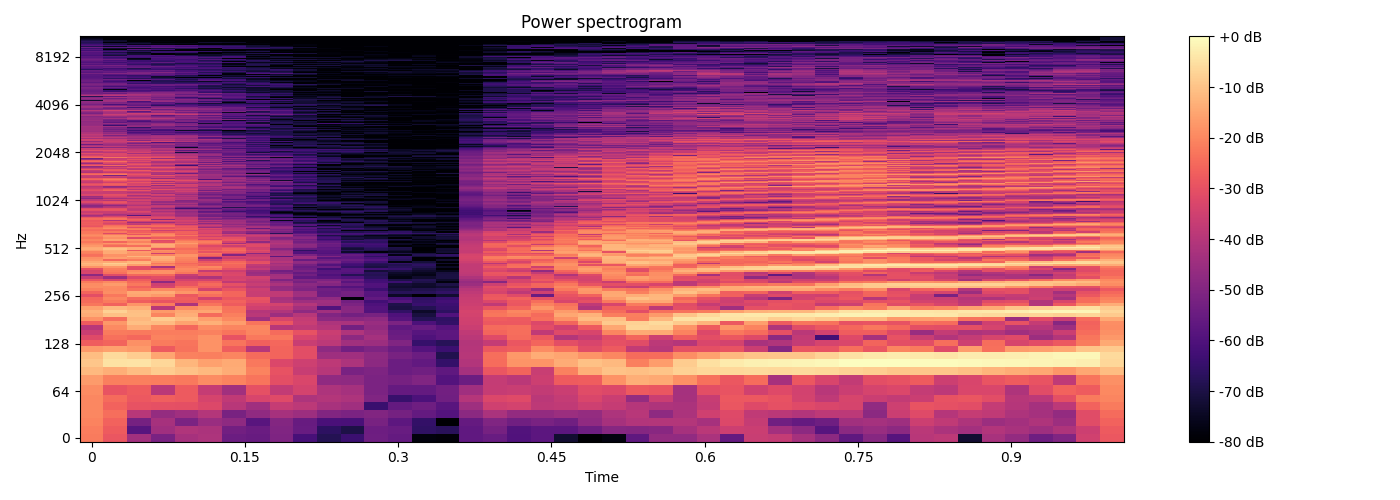 Power spectrogram
Hz
8192
4096
2048
1024
512
256
128
64
0
0 0.15 0.3 0.45 0.6 0.75 0.9
Time
+0 dB
-10 dB
-20 dB
-30 dB
-40 dB
-50 dB
-60 dB
-70 dB
-80 dB